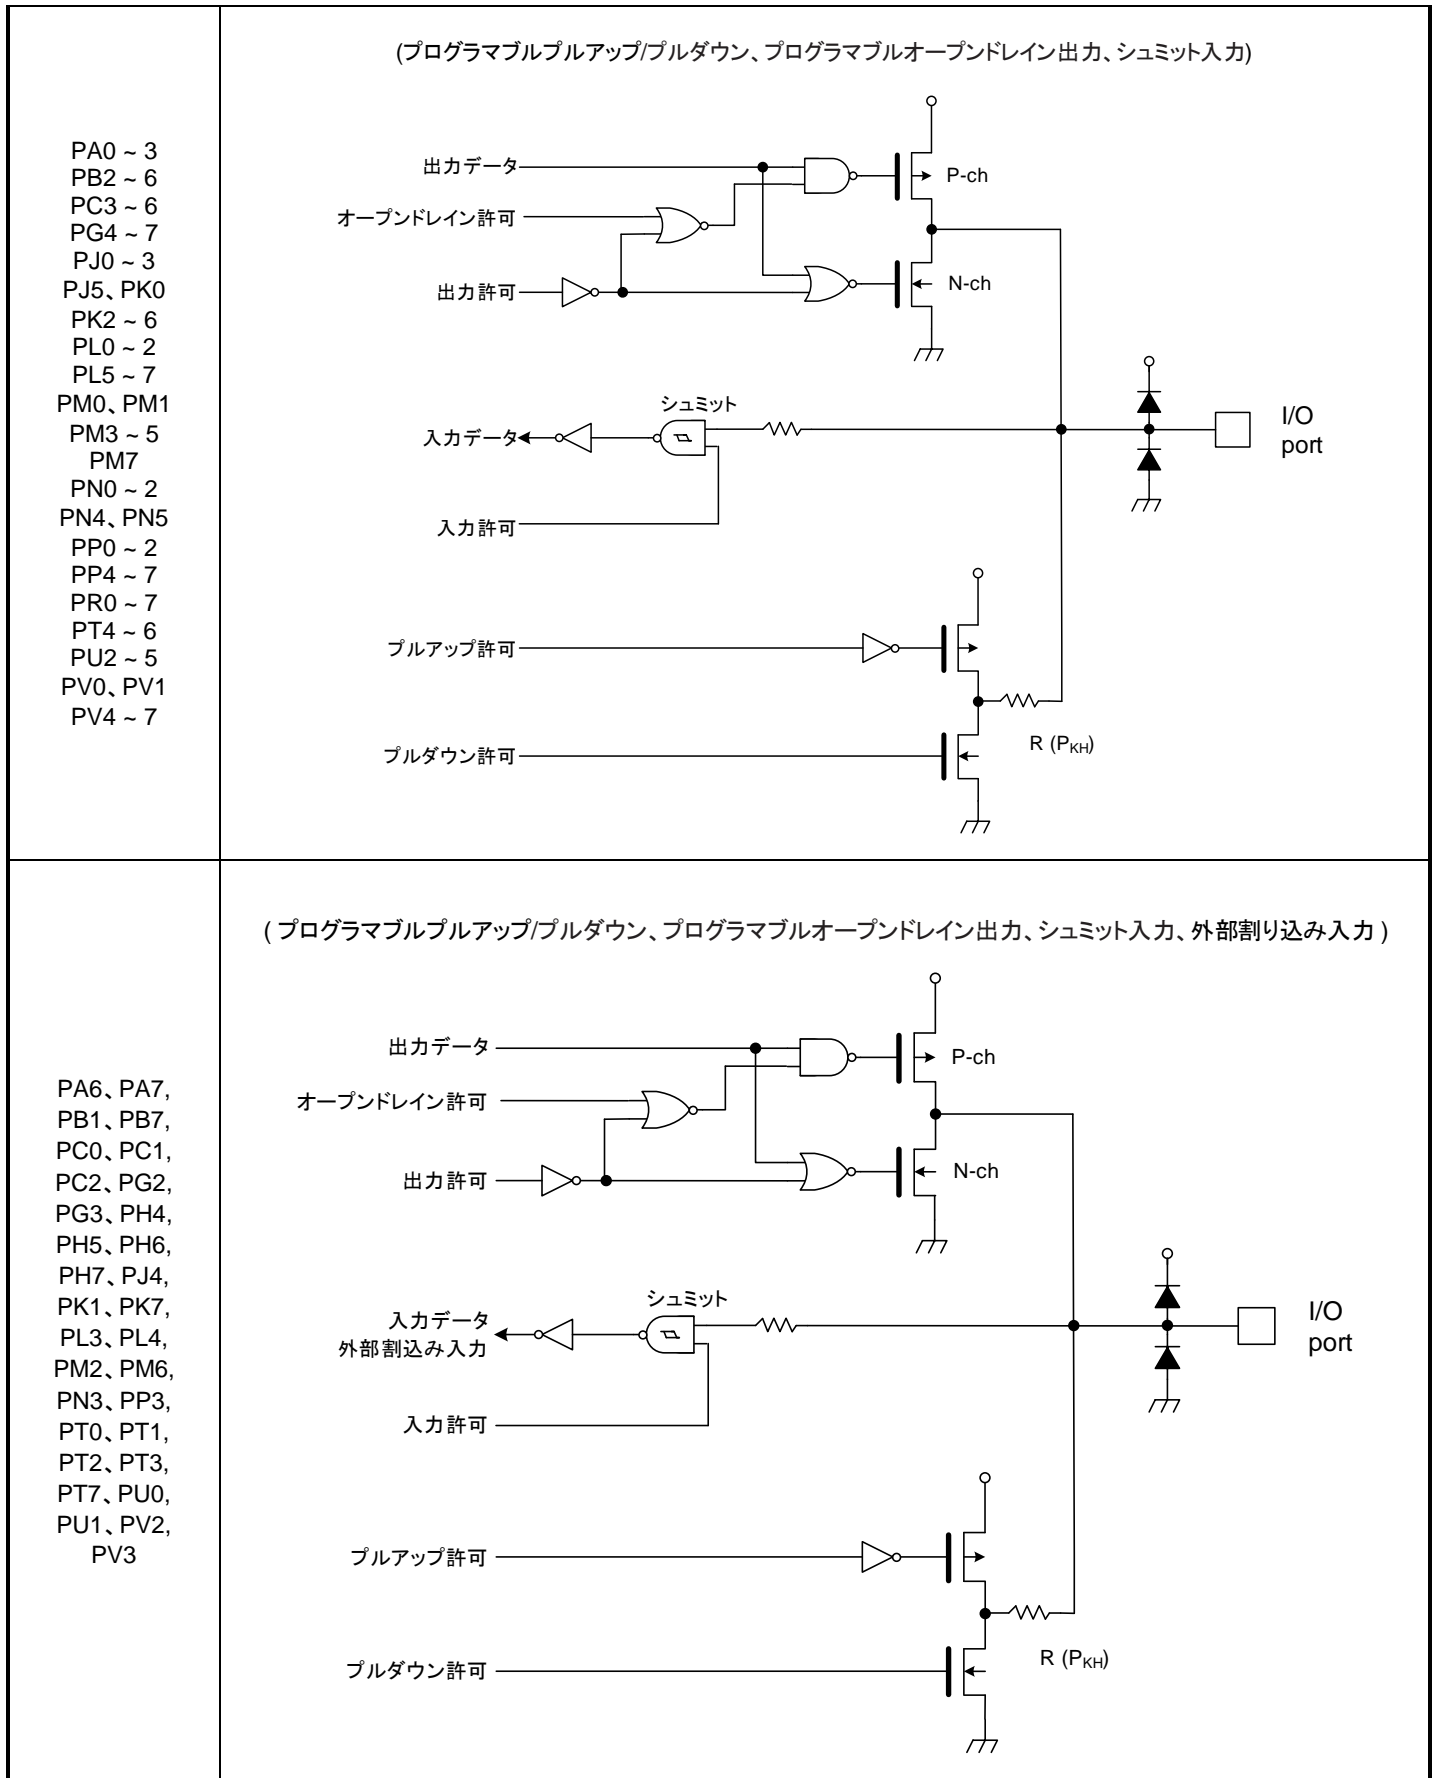 (プログラマブルプルアップ/プルダウン、プログラマブルオープンドレイン出力、シュミット入力)
PA0 ~ 3
PB2 ~ 6
PC3 ~ 6
PG4 ~ 7
PJ0 ~ 3
PJ5、PK0
PK2 ~ 6
PL0 ~ 2
PL5 ~ 7
PM0、PM1
PM3 ~ 5
PM7
PN0 ~ 2
PN4、PN5
PP0 ~ 2
PP4 ~ 7
PR0 ~ 7
PT4 ~ 6
PU2 ~ 5
PV0、PV1
PV4 ~ 7
出力データ
P-ch
オープンドレイン許可
出力許可
N-ch
シュミット
入力データ
I/O
port
入力許可
プルアップ許可
R (PKH)
プルダウン許可
( プログラマブルプルアップ/プルダウン、プログラマブルオープンドレイン出力、シュミット入力、外部割り込み入力 )
PA6、PA7,
PB1、PB7,
PC0、PC1,
PC2、PG2,
PG3、PH4,
PH5、PH6,
PH7、PJ4,
PK1、PK7,
PL3、PL4,
PM2、PM6,
PN3、PP3,
PT0、PT1,
PT2、PT3,
PT7、PU0,
PU1、PV2,
PV3
出力データ
P-ch
オープンドレイン許可
出力許可
N-ch
シュミット
入力データ
外部割込み入力
I/O
port
入力許可
プルアップ許可
R (PKH)
プルダウン許可